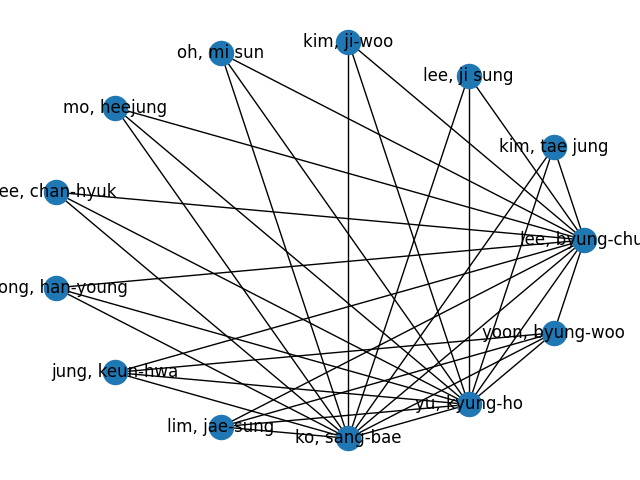 kim, ji-woo
oh, mi sun
lee, ji sung
mo, heejung
kim, tae jung
ee, chan-hyuk
lee, byung-chu
ong, han-young
yoon, byung-woo
jung, keun-hwa
yu, kyung-ho
lim, jae-sung
ko, sang-bae